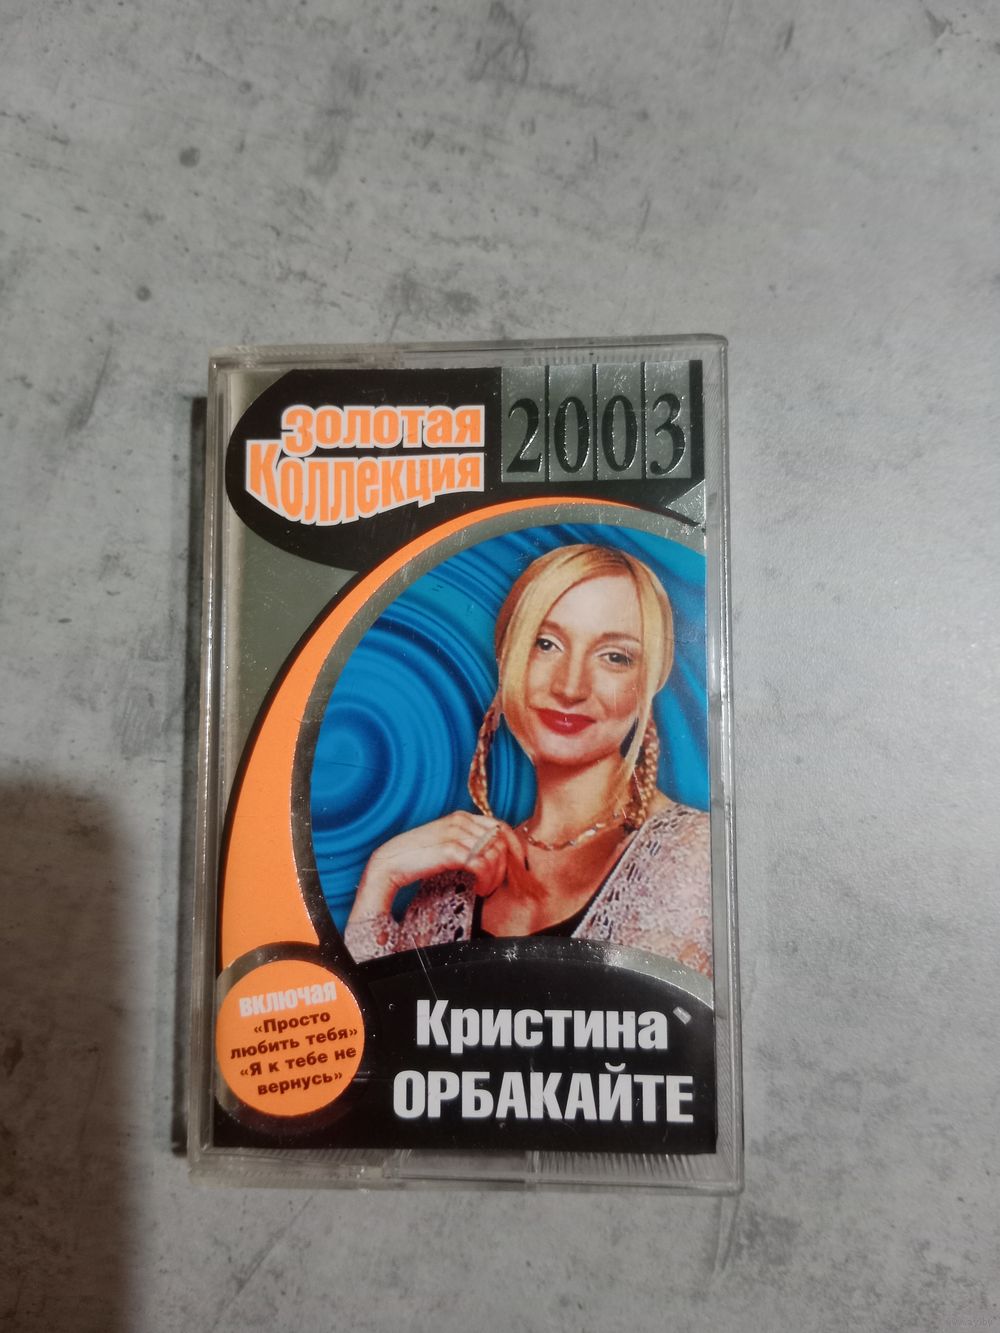 золотая
Коллекция
2003
включая
«Просто
любить тебя»
«Я к тебе не
вернусь»
Кристина
ОРБАКАЙТЕ